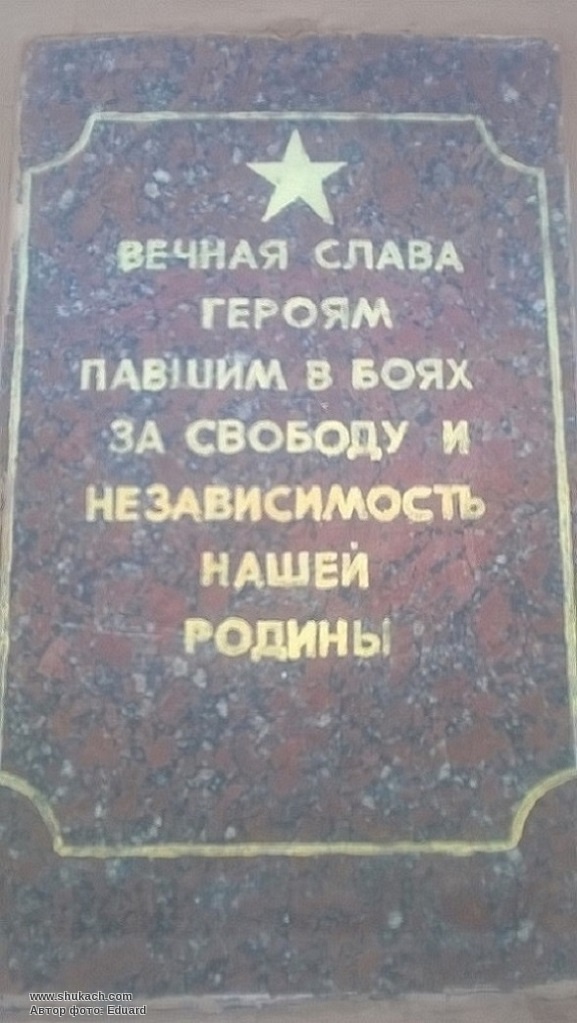 ВЕЧНАЯ СЛАВА
ГЕРОЯМ
ПАВШИМ В БОЯХ
ЗА СВОБОДУ И
НЕЗАВИСИМОСТЬ
НАШЕЙ
РОДИНЫ
www.shukach.com
Автор фото: Eduard